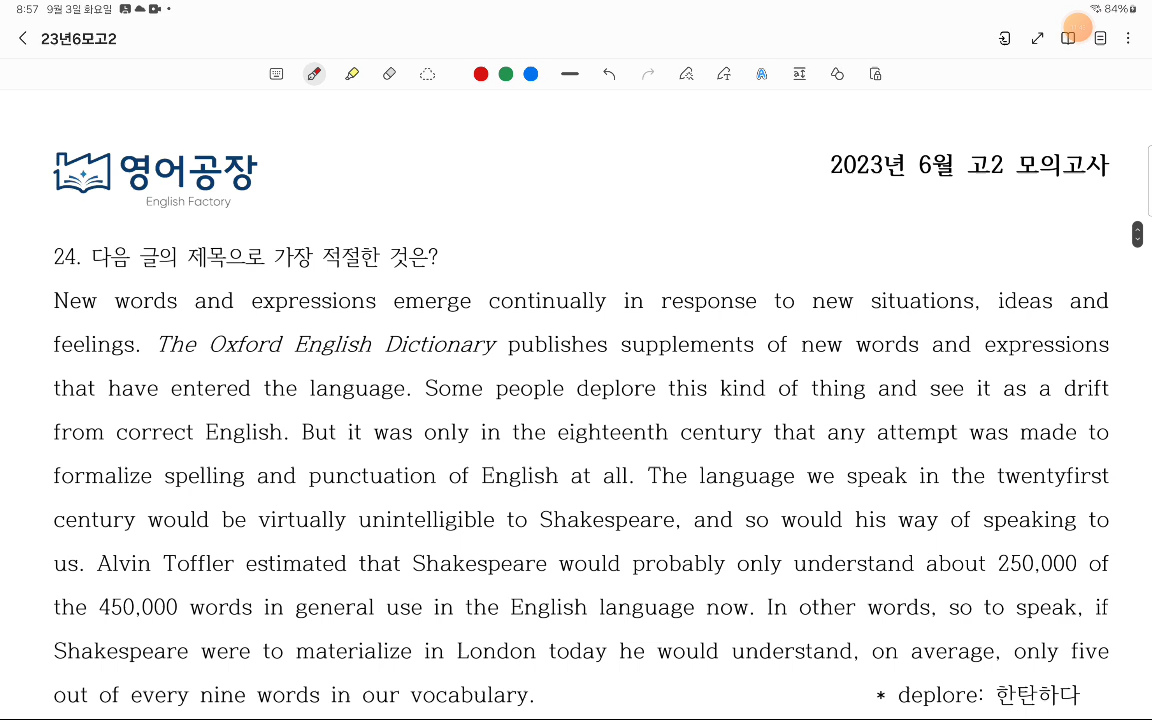 8:57 9월 3일 화요일 84%
23년6모고2
영어공장
English Factory
2023년 6월 고2 모의고사
24. 다음 글의 제목으로 가장 적절한 것은?
New words and expressions emerge continually in response to new situations, ideas and
feelings. The Oxford English Dictionary publishes supplements of new words and expressions
that have entered the language. Some people deplore this kind of thing and see it as a drift
from correct English. But it was only in the eighteenth century that any attempt was made to
formalize spelling and punctuation of English at all. The language we speak in the twentyfirst
century would be virtually unintelligible to Shakespeare, and so would his way of speaking to
us. Alvin Toffler estimated that Shakespeare would probably only understand about 250,000 of
the 450,000 words in general use in the English language now. In other words, so to speak, if
Shakespeare were to materialize in London today he would understand, on average, only five
out of every nine words in our vocabulary. * deplore: 한탄하다